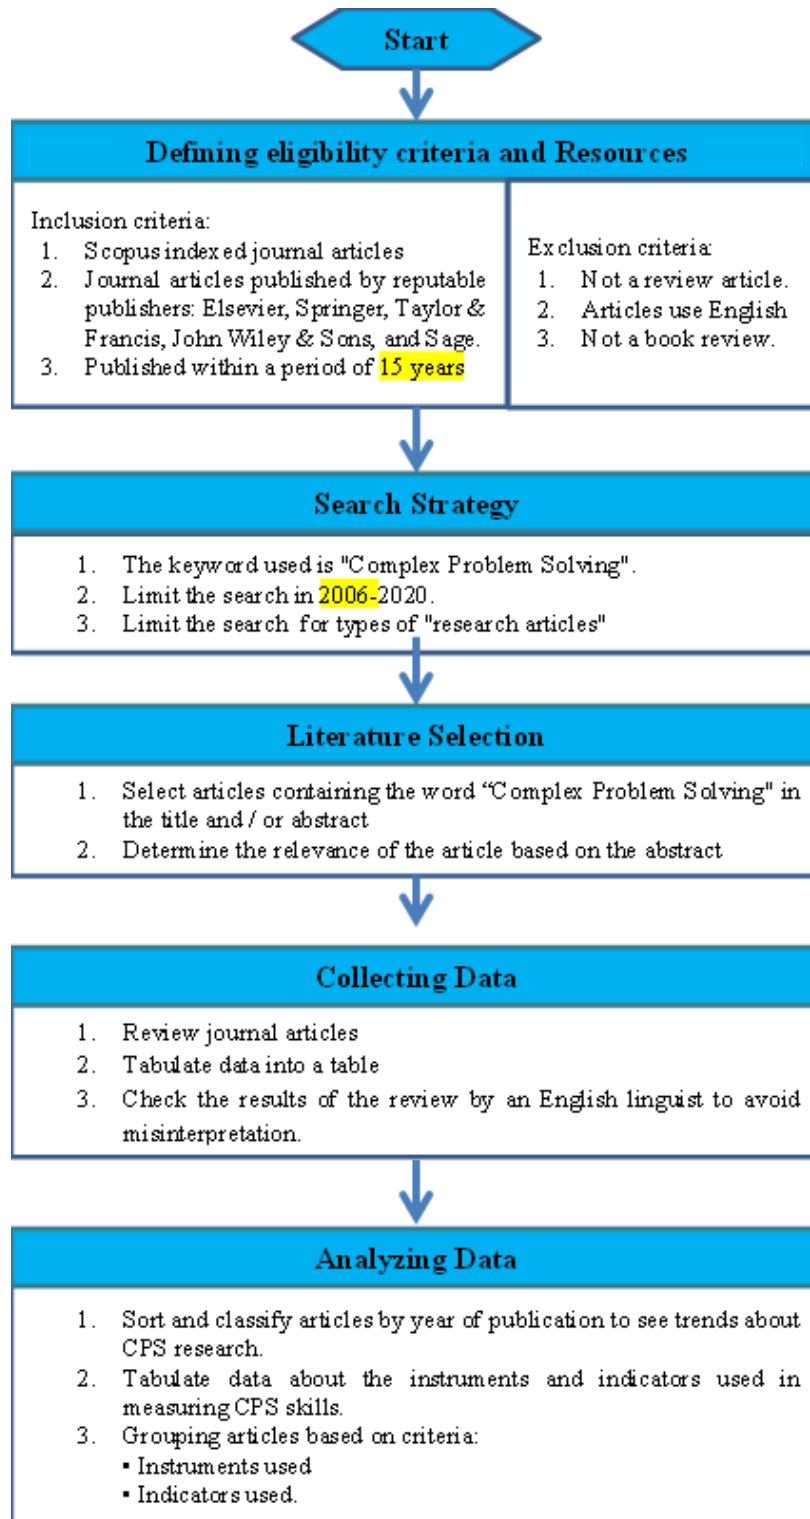 Start
Defining eligibility criteria and Resources
Inclusion criteria:
1. Scopus indexed journal articles
2. Journal articles published by reputable
publishers: Elsevier, Springer, Taylor &
Francis, John Wiley & Sons, and Sage.
3. Published within a period of 15 years
Exclusion criteria:
1. Not a review article.
2. Articles use English
3. Not a book review.
Search Strategy
1. The keyword used is "Complex Problem Solving".
2. Limit the search in 2006-2020.
3. Limit the search for types of "research articles"
Literature Selection
1. Select articles containing the word “Complex Problem Solving" in
the title and / or abstract
2. Determine the relevance of the article based on the abstract
Collecting Data
1. Review journal articles
2. Tabulate data into a table
3. Check the results of the review by an English linguist to avoid
misinterpretation.
Analyzing Data
1. Sort and classify articles by year of publication to see trends about
CPS research.
2. Tabulate data about the instruments and indicators used in
measuring CPS skills.
3. Grouping articles based on criteria:
▪ Instruments used
▪ Indicators used.